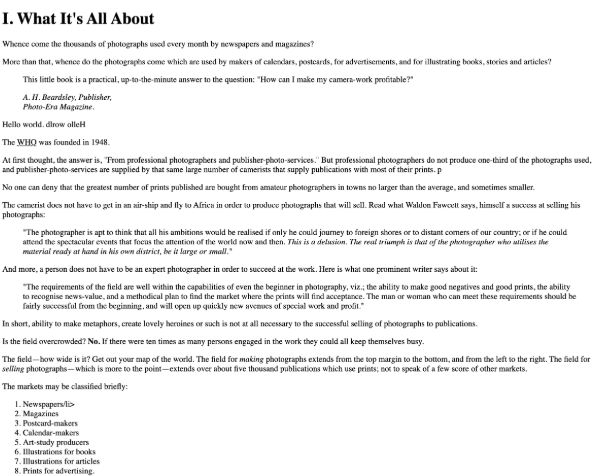 I. What It's All About
Whence come the thousands of photographs used every month by newspapers and magazines?
More than that, whence do the photographs come which are used by makers of calendars, postcards, for advertisements, and for illustrating books, stories and articles?
This little book is a practical, up-to-the-minute answer to the question: "How can I make my camera-work profitable?"
A. H. Beardsley, Publisher,
Photo-Era Magazine.
Hello world. dlrow olleH
The WHO was founded in 1948.
At first thought, the answer is, "From professional photographers and publisher-photo-services." But professional photographers do not produce one-third of the photographs used,
and publisher-photo-services are supplied by that same large number of camerists that supply publications with most of their prints. p
No one can deny that the greatest number of prints published are bought from amateur photographers in towns no larger than the average, and sometimes smaller.
The camerist does not have to get in an air-ship and fly to Africa in order to produce photographs that will sell. Read what Waldon Fawcett says, himself a success at selling his
photographs:
"The photographer is apt to think that all his ambitions would be realised if only he could journey to foreign shores or to distant corners of our country; or if he could
attend the spectacular events that focus the attention of the world now and then. This is a delusion. The real triumph is that of the photographer who utilises the
material ready at hand in his own district, be it large or small."
And more, a person does not have to be an expert photographer in order to succeed at the work. Here is what one prominent writer says about it:
"The requirements of the field are well within the capabilities of even the beginner in photography, viz.; the ability to make good negatives and good prints, the ability
to recognise news-value, and a methodical plan to find the market where the prints will find acceptance. The man or woman who can meet these requirements should be
fairly successful from the beginning, and will open up quickly new avenues of special work and profit."
In short, ability to make metaphors, create lovely heroines or such is not at all necessary to the successful selling of photographs to publications.
Is the field overcrowded? No. If there were ten times as many persons engaged in the work they could all keep themselves busy.
The field—how wide is it? Get out your map of the world. The field for making photographs extends from the top margin to the bottom, and from the left to the right. The field for
selling photographs—which is more to the point—extends over about five thousand publications which use prints; not to speak of a few score of other markets.
The markets may be classified briefly:
1. Newspapers/li>
2. Magazines
3. Postcard-makers
4. Calendar-makers
5. Art-study producers
6. Illustrations for books
7. Illustrations for articles
8. Prints for advertising.